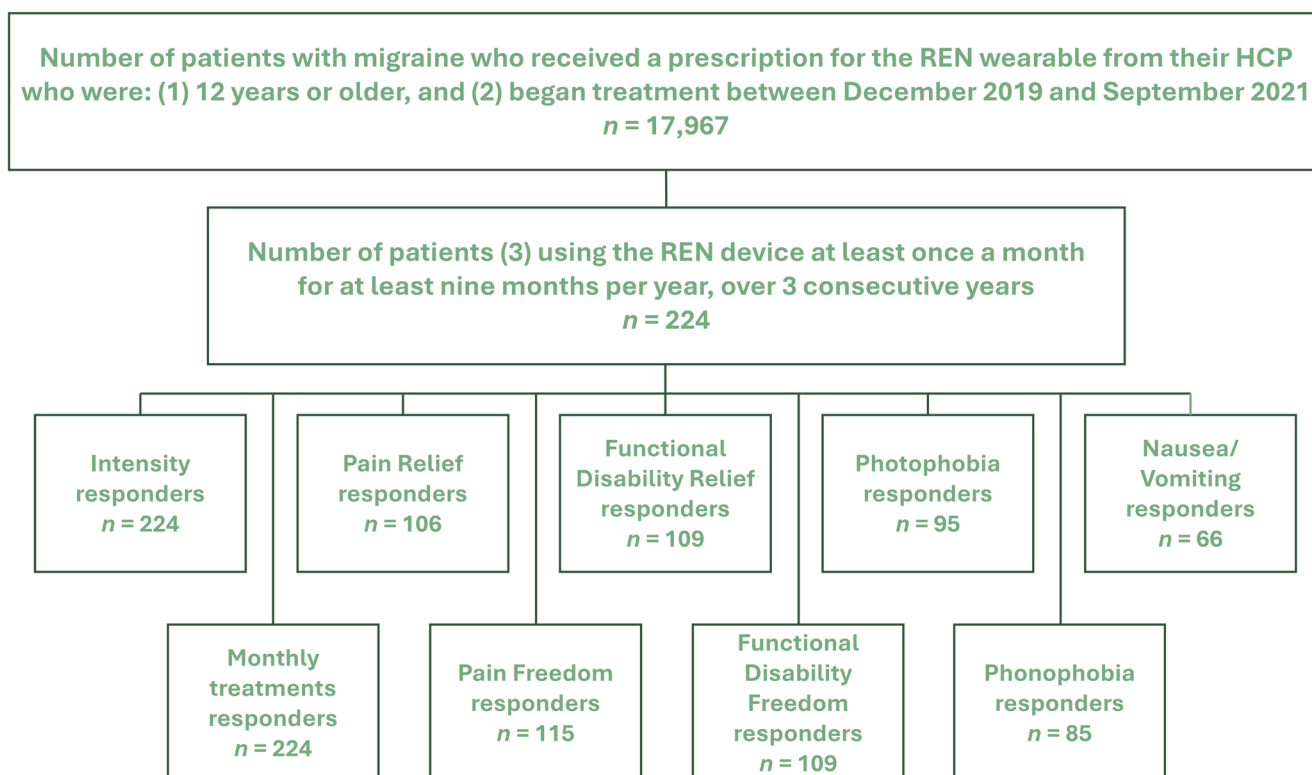 Number of patients with migraine who received a prescription for the REN wearable from their HCP
who were: (1) 12 years or older, and (2) began treatment between December 2019 and September 2021
n = 17,967
Number of patients (3) using the REN device at least once a month
for at least nine months per year, over 3 consecutive years
n = 224
Intensity
responders
n = 224
Pain Relief
responders
n = 106
Functional
Disability Relief
responders
n = 109
Photophobia
responders
n = 95
Nausea/
Vomiting
responders
n = 66
Monthly
treatments
responders
n = 224
Pain Freedom
responders
n = 115
Functional
Disability
Freedom
responders
n = 109
Phonophobia
responders
n = 85